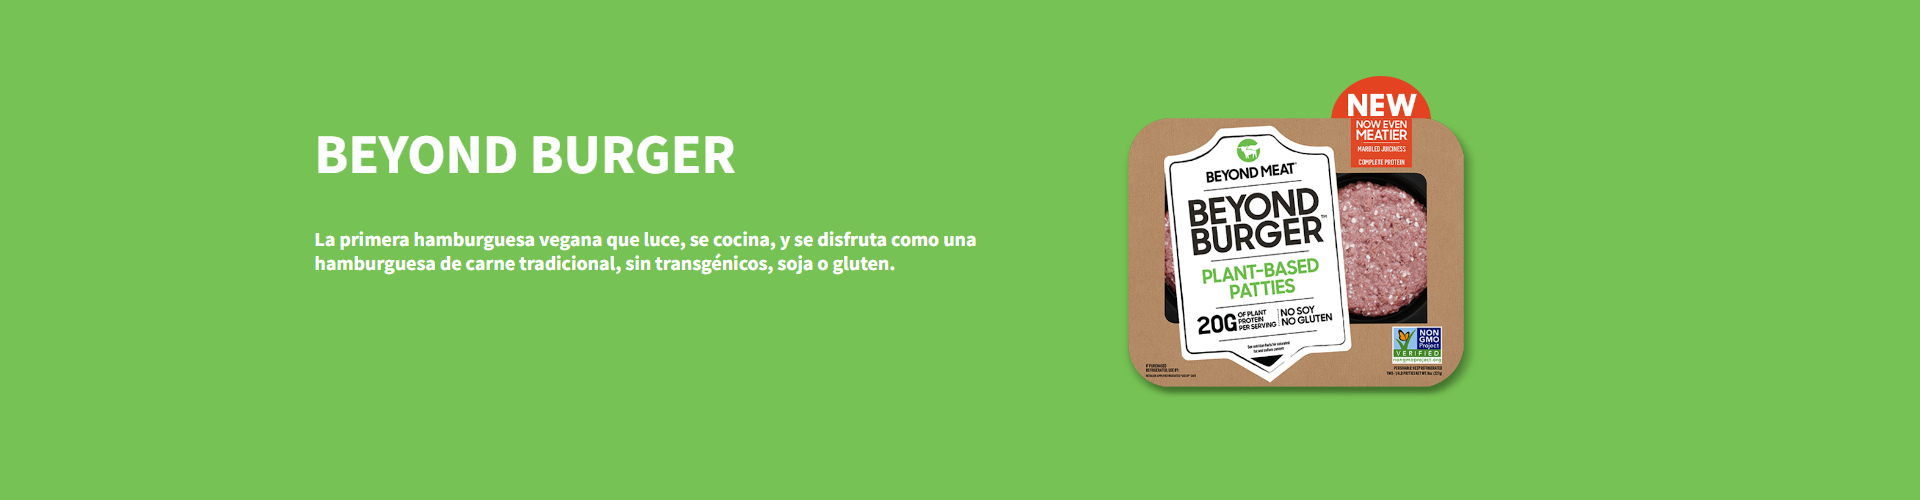 BEYOND BURGER
La primera hamburguesa vegana que luce, se cocina, y se disfruta como una
hamburguesa de carne tradicional, sin transgénicos, soja o gluten.
NEW
NOW EVEN
MEATIER
MARBLED JUICINESS
COMPLETE PROTEIN
BEYOND MEAT
BEYOND
BURGER™
PLANT-BASED
PATTIES
20G OF PLANT
PROTEIN
PER SERVING
NO SOY
NO GLUTEN
NON
GMO
Project
VERIFIED
nongmoproject.org